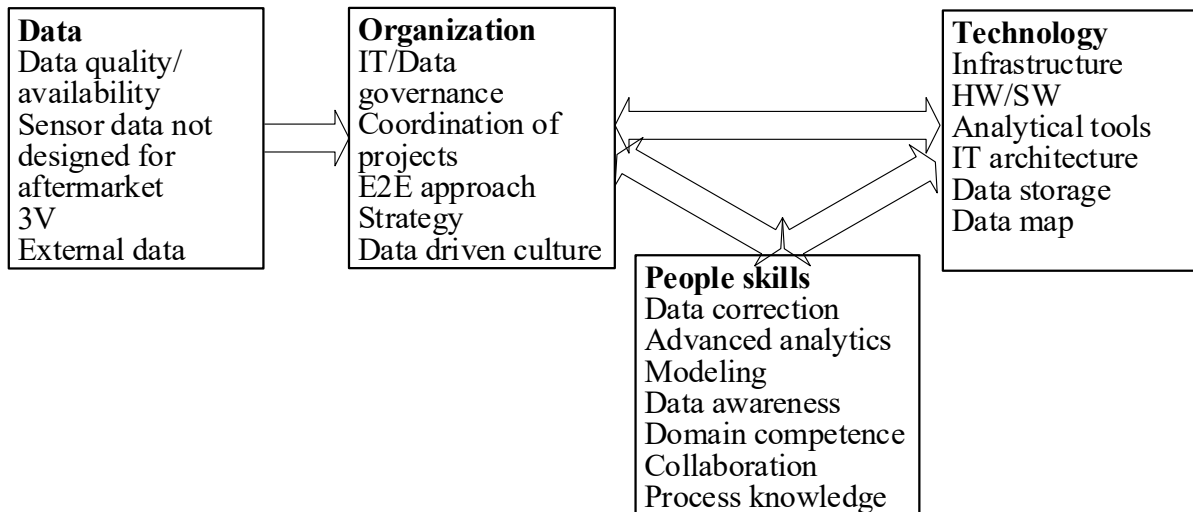 Data
Data quality/
availability
Sensor data not
designed for
aftermarket
3V
External data
Organization
IT/Data
governance
Coordination of
projects
E2E approach
Strategy
Data driven culture
Technology
Infrastructure
HW/SW
Analytical tools
IT architecture
Data storage
Data map
People skills
Data correction
Advanced analytics
Modeling
Data awareness
Domain competence
Collaboration
Process knowledge